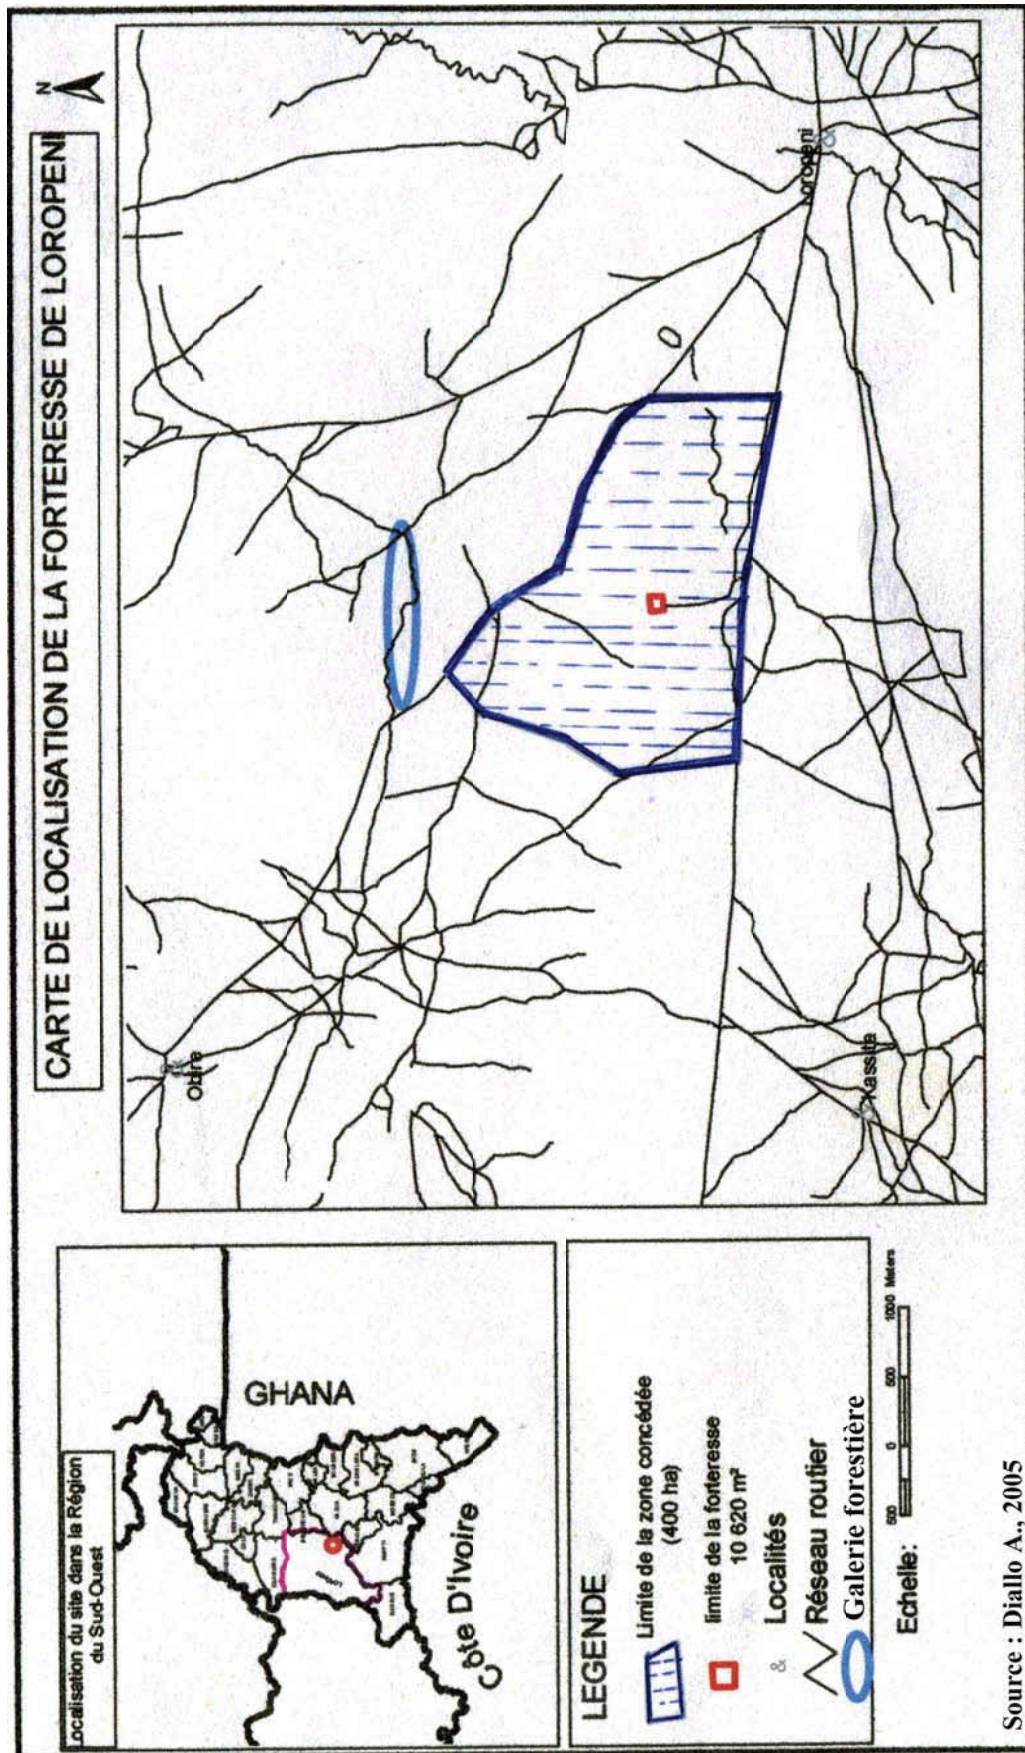 CARTE DE LOCALISATION DE LA FORTERESSE DE LOROPENI
N
Obire
Loropeni
Kassita
Localisation du site dans la Région
du Sud-Ouest
GHANA
Côte D'Ivoire
LEGENDE
Limite de la zone concédée
(400 ha)
limite de la forteresse
10 620 m²
& Localités
Réseau routier
Galerie forestière
Echelle:
500 0 500 1000 Meters
Source : Diallo A., 2005